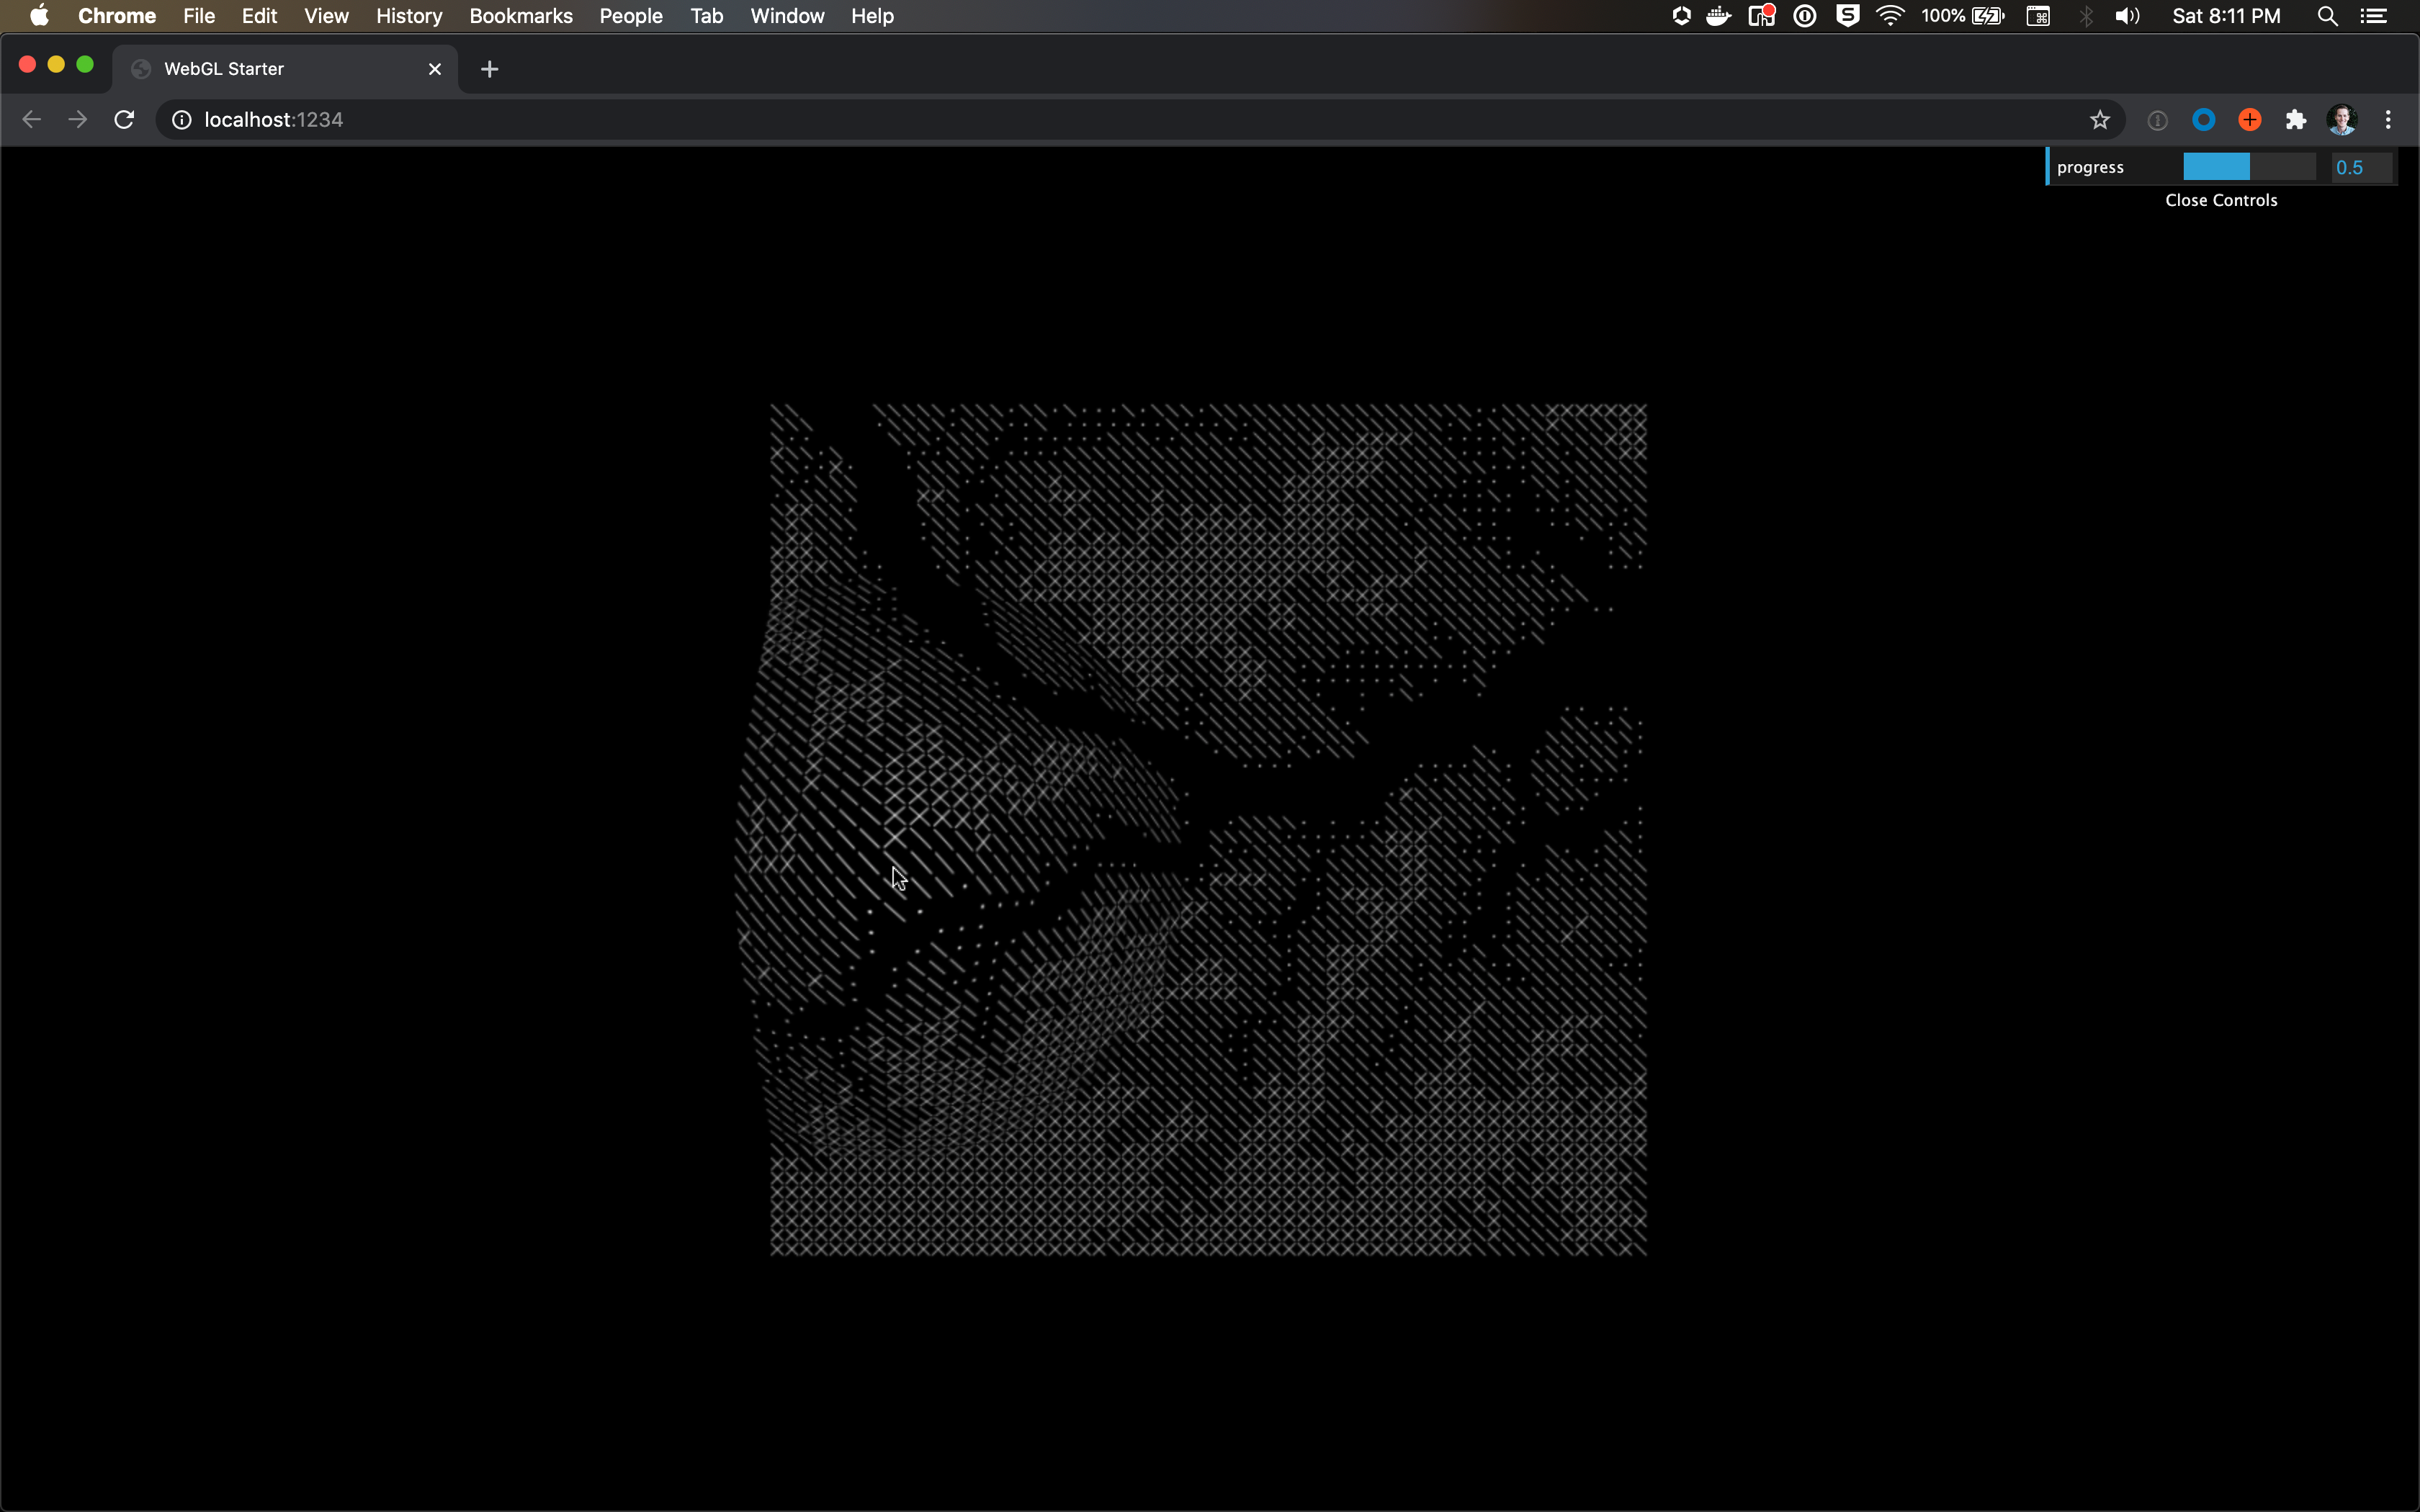 Chrome File Edit View History Bookmarks People Tab Window Help 100% Sat 8:11 PM
WebGL Starter
localhost:1234
progress 0.5
Close Controls